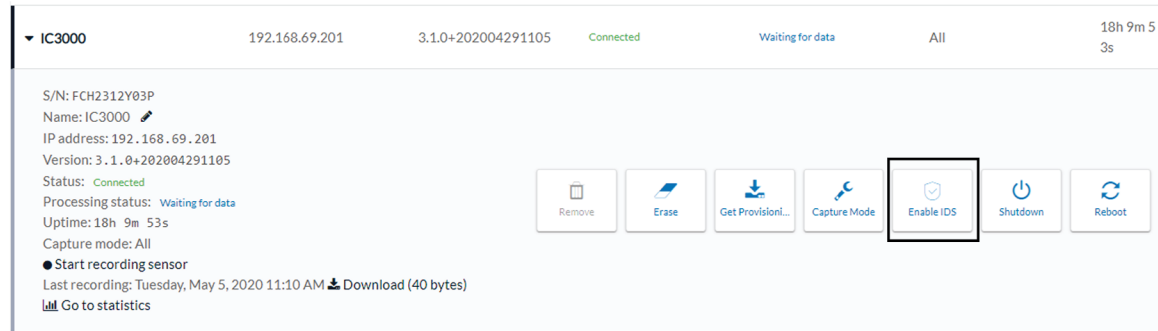 IC3000 192.168.69.201 3.1.0+202004291105 Connected Waiting for data All 18h 9m 5
3s
S/N: FCH2312Y03P
Name: IC3000
IP address: 192.168.69.201
Version: 3.1.0+202004291105
Status: Connected
Processing status: Waiting for data
Uptime: 18h 9m 53s
Capture mode: All
Start recording sensor
Last recording: Tuesday, May 5, 2020 11:10 AM Download (40 bytes)
Go to statistics
Remove Erase Get Provisioni... Capture Mode Enable IDS Shutdown Reboot